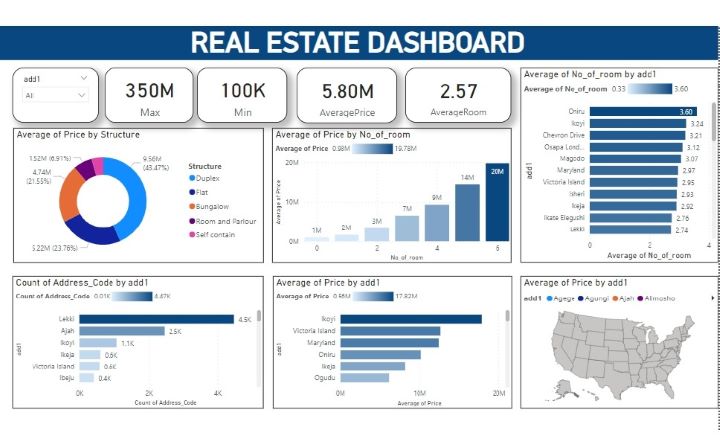 REAL ESTATE DASHBOARD
add1
All
350M
Max
100K
Min
5.80M
AveragePrice
2.57
AverageRoom
Average of No_of_room by add1
Average of No_of_room 0.33 3.60
add1
Oniru 3.60
Ikoyi 3.24
Chevron Drive 3.21
Osapa Lond... 3.12
Magodo 3.07
Maryland 2.97
Victoria Island 2.95
Isheri 2.93
Ikeja 2.92
Ikate Elegushi 2.76
Lekki 2.74
0 2 4
Average of No_of_room
Average of Price by Structure
1.52M (6.91%)
4.74M
(21.55%)
5.22M (23.76%)
9.56M
(43.47%)
Structure
Duplex
Flat
Bungalow
Room and Parlour
Self contain
Average of Price by No_of_room
Average of Price 0.98M 19.78M
Average of Price
20M
10M
0M
1M 2M 3M 7M 9M 14M 20M
0 2 4 6
No_of_room
Count of Address_Code by add1
Count of Address_Code 0.01K 4.47K
add1
Lekki 4.5K
Ajah 2.5K
Ikoyi 1.1K
Ikeja 0.6K
Victoria Island 0.6K
Ibeju 0.4K
0K 2K 4K
Count of Address_Code
Average of Price by add1
Average of Price 17.82M
add1
Ikoyi
Victoria Island
Maryland
Oniru
Ikeja
Ogudu
0M 10M 20M
Average of Price
Average of Price by add1
add1 Agege Agungi Ajah Alimosho